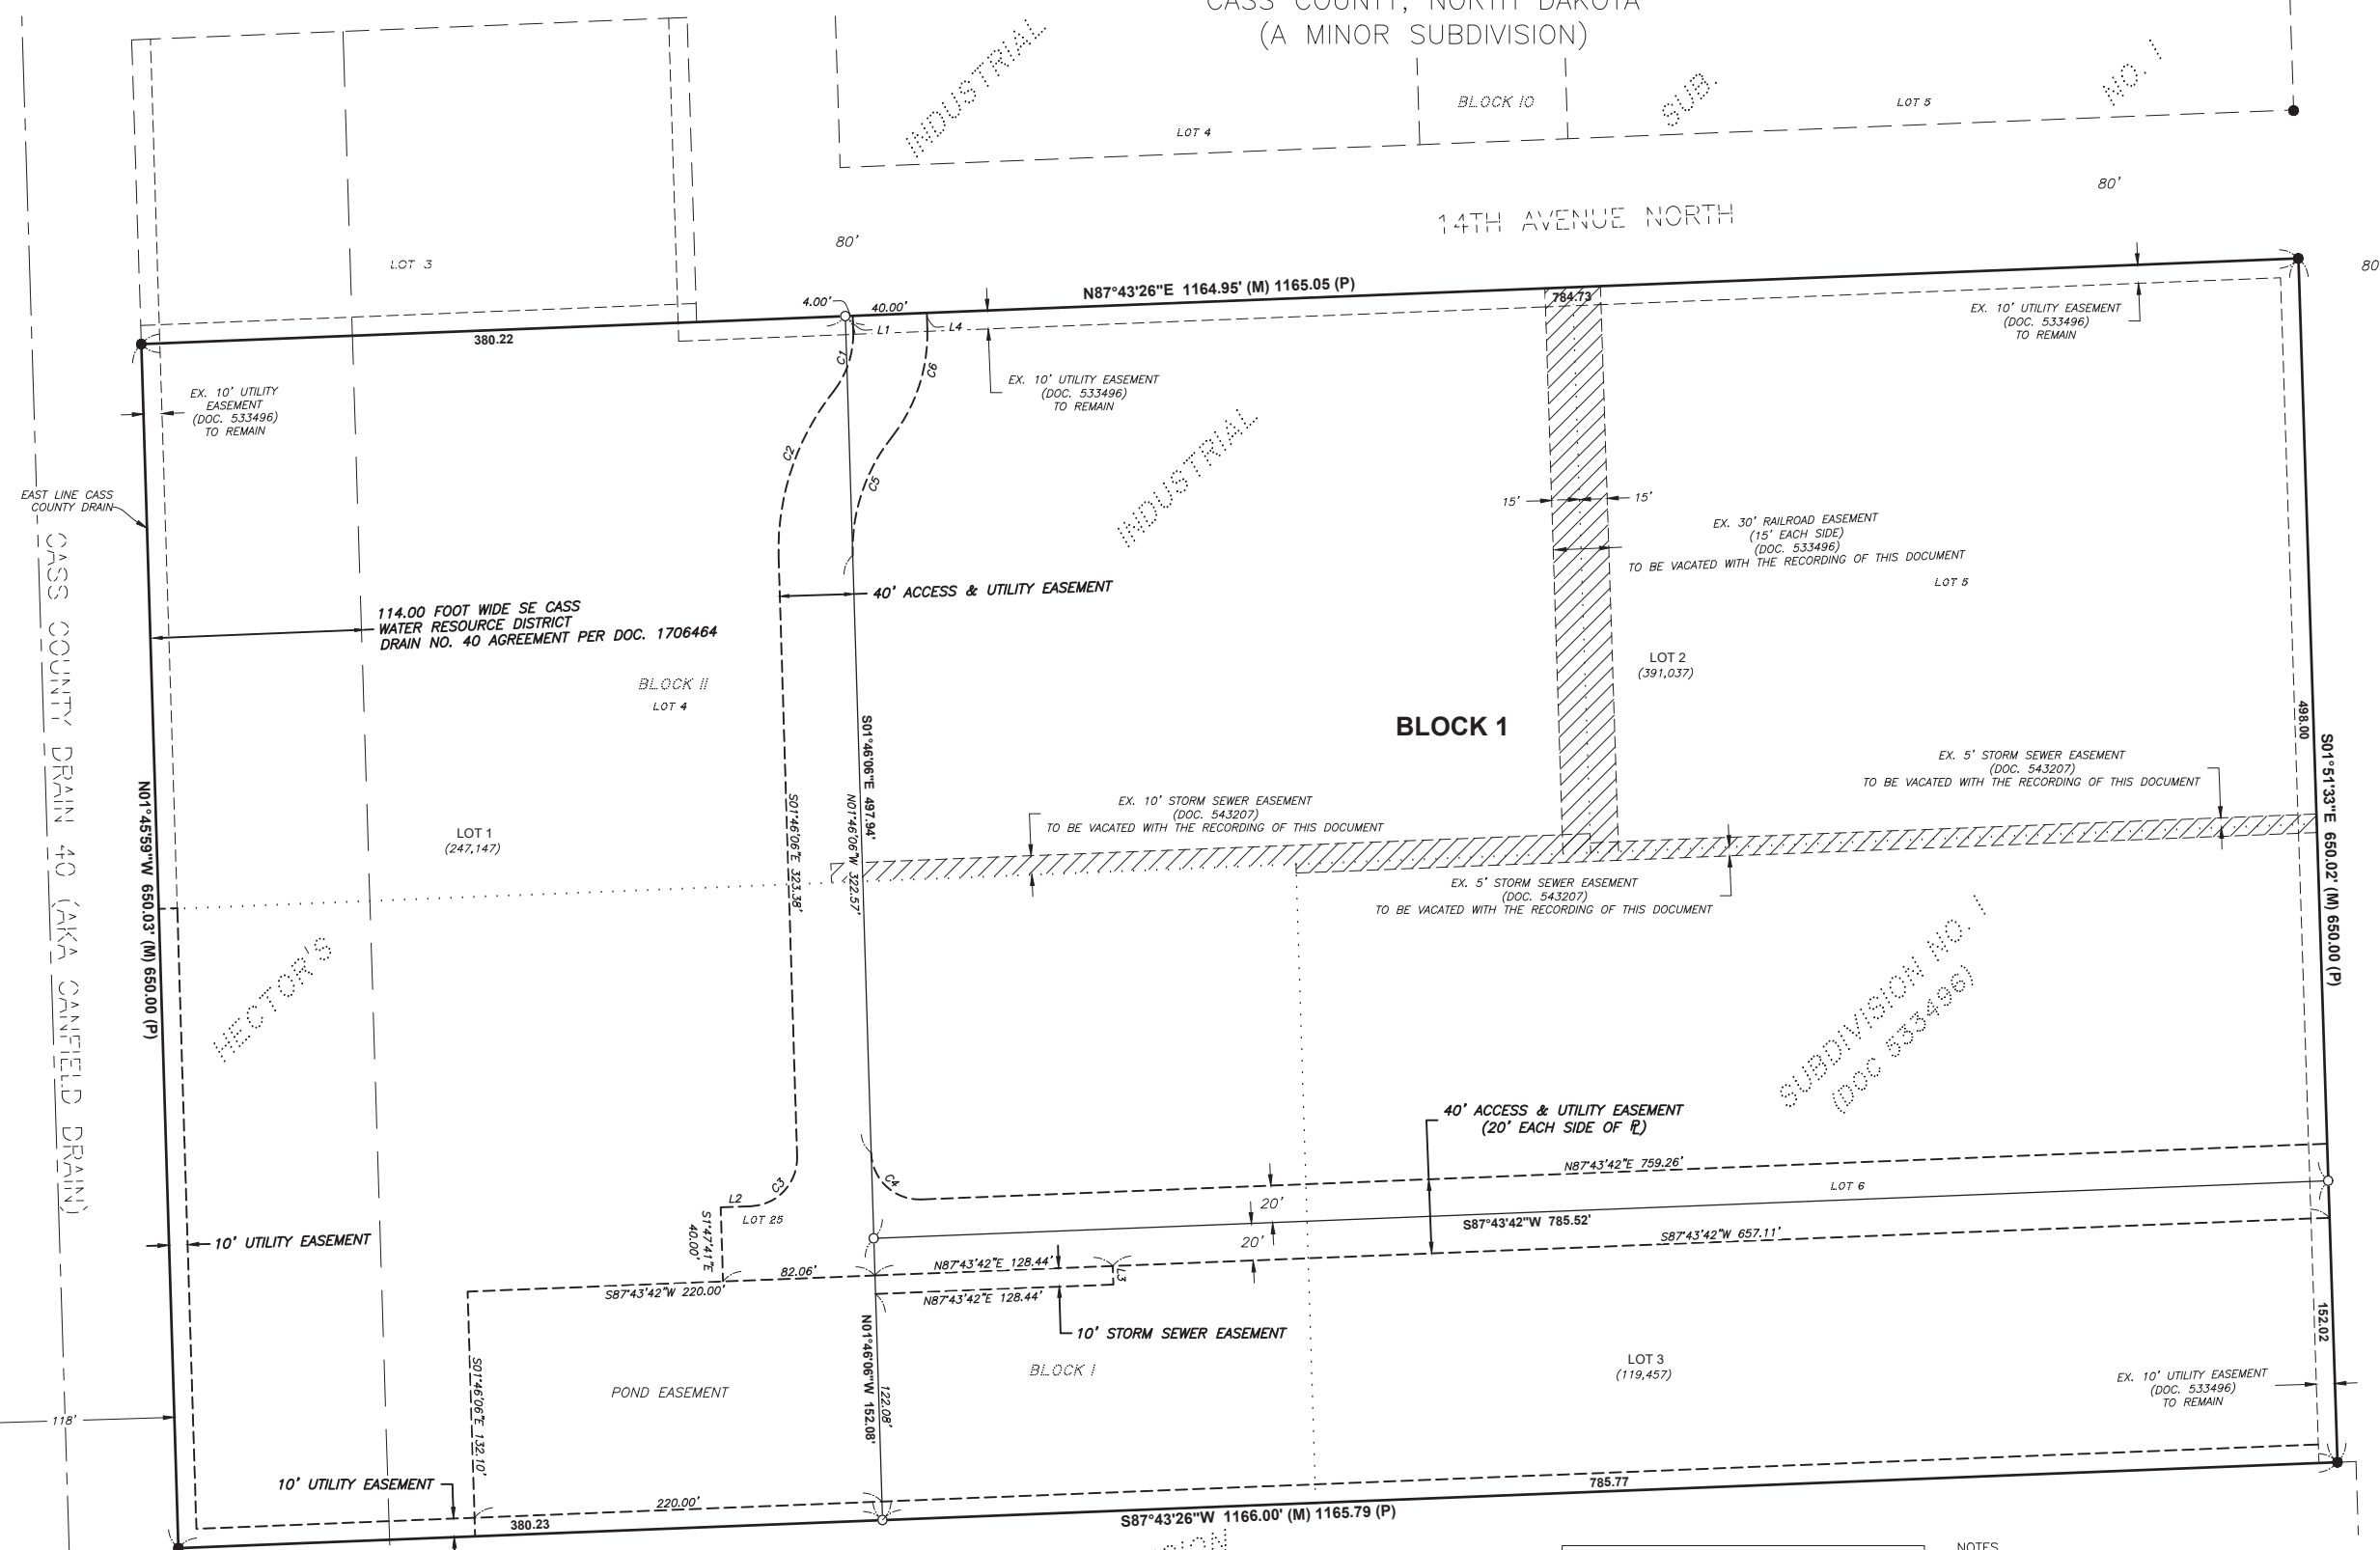 CASS COUNTY, NORTH DAKOTA
(A MINOR SUBDIVISION)
INDUSTRIAL
SUB.
NO. 1
BLOCK 10
LOT 4
LOT 5
80'
14TH AVENUE NORTH
80'
80
LOT 3
N87°43'26"E 1164.95' (M) 1165.05 (P)
784.73
4.00'
40.00'
L1
L4
380.22
C1
C6
EX. 10' UTILITY EASEMENT
(DOC. 533496)
TO REMAIN
EX. 10' UTILITY
EASEMENT
(DOC. 533496)
TO REMAIN
EX. 10' UTILITY EASEMENT
(DOC. 533496)
TO REMAIN
C2
C5
INDUSTRIAL
EAST LINE CASS
COUNTY DRAIN
15'
15'
EX. 30' RAILROAD EASEMENT
(15' EACH SIDE)
(DOC. 533496)
TO BE VACATED WITH THE RECORDING OF THIS DOCUMENT
LOT 5
CASS COUNTY DRAIN 40 (AKA CANFIELD DRAIN)
40' ACCESS & UTILITY EASEMENT
114.00 FOOT WIDE SE CASS
WATER RESOURCE DISTRICT
DRAIN NO. 40 AGREEMENT PER DOC. 1706464
BLOCK II
LOT 4
LOT 2
(391,037)
BLOCK 1
S01°46'06"E 497.94'
498.00
S01°51'33"E 650.02' (M) 650.00 (P)
N01°45'59"W 650.03' (M) 650.00 (P)
LOT 1
(247,147)
S01°46'06"E 323.38'
N01°46'06"W 322.57'
EX. 10' STORM SEWER EASEMENT
(DOC. 543207)
TO BE VACATED WITH THE RECORDING OF THIS DOCUMENT
EX. 5' STORM SEWER EASEMENT
(DOC. 543207)
TO BE VACATED WITH THE RECORDING OF THIS DOCUMENT
EX. 5' STORM SEWER EASEMENT
(DOC. 543207)
TO BE VACATED WITH THE RECORDING OF THIS DOCUMENT
HECTOR'S
SUBDIVISION NO. 1
(DOC 533496)
40' ACCESS & UTILITY EASEMENT
(20' EACH SIDE OF PL)
N87°43'42"E 759.26'
C3
C4
L2
LOT 25
S1°47'41"E
40.00'
20'
20'
LOT 6
S87°43'42"W 785.52'
S87°43'42"W 657.11'
10' UTILITY EASEMENT
82.06'
N87°43'42"E 128.44'
L3
S87°43'42"W 220.00'
N87°43'42"E 128.44'
10' STORM SEWER EASEMENT
N01°46'06"W 152.08'
122.08'
BLOCK I
LOT 3
(119,457)
152.02
EX. 10' UTILITY EASEMENT
(DOC. 533496)
TO REMAIN
S01°46'06"E 132.10'
POND EASEMENT
118'
10' UTILITY EASEMENT
220.00'
380.23
785.77
S87°43'26"W 1166.00' (M) 1165.79 (P)
NOTES